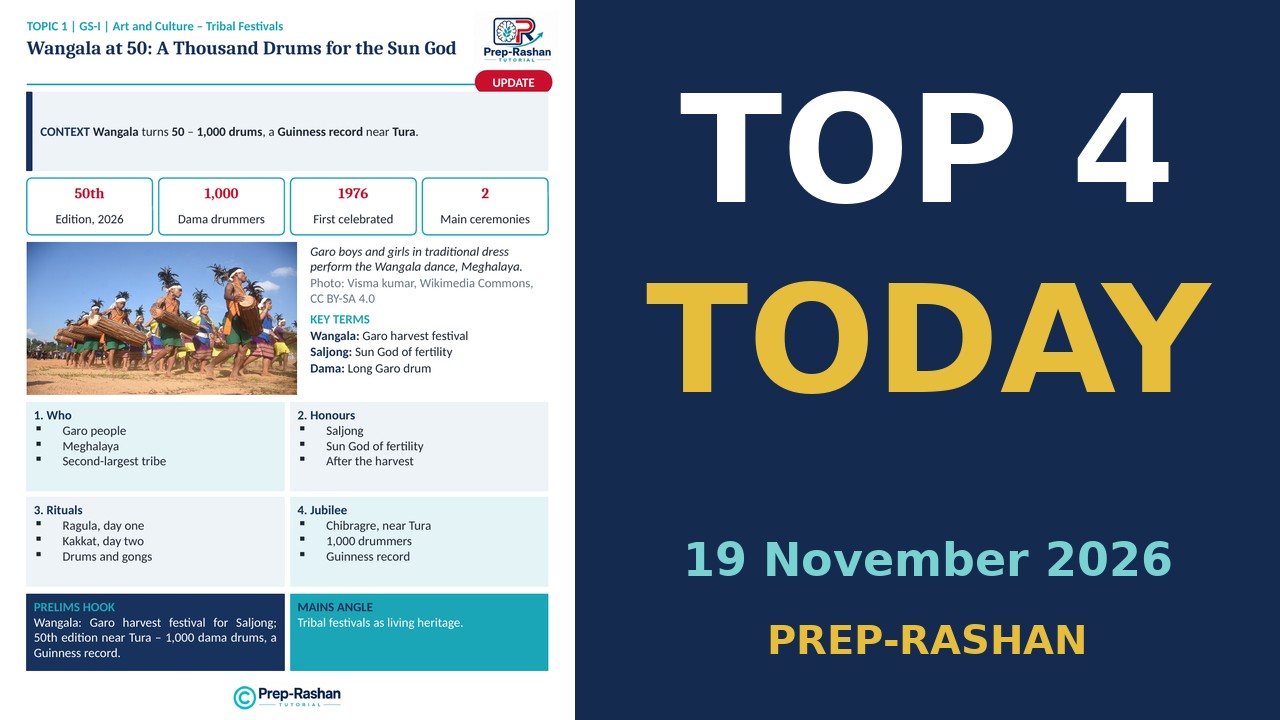 TOPIC 1 | GS-I | Art and Culture – Tribal Festivals
Wangala at 50: A Thousand Drums for the Sun God
Prep-Rashan
TUTORIAL
UPDATE
CONTEXT Wangala turns 50 – 1,000 drums, a Guinness record near Tura.
50th
Edition, 2026
1,000
Dama drummers
1976
First celebrated
2
Main ceremonies
Garo boys and girls in traditional dress
perform the Wangala dance, Meghalaya.
Photo: Visma kumar, Wikimedia Commons,
CC BY-SA 4.0
KEY TERMS
Wangala: Garo harvest festival
Saljong: Sun God of fertility
Dama: Long Garo drum
1. Who
▪ Garo people
▪ Meghalaya
▪ Second-largest tribe
2. Honours
▪ Saljong
▪ Sun God of fertility
▪ After the harvest
3. Rituals
▪ Ragula, day one
▪ Kakkat, day two
▪ Drums and gongs
4. Jubilee
▪ Chibragre, near Tura
▪ 1,000 drummers
▪ Guinness record
PRELIMS HOOK
Wangala: Garo harvest festival for Saljong;
50th edition near Tura – 1,000 dama drums, a
Guinness record.
MAINS ANGLE
Tribal festivals as living heritage.
© Prep-Rashan
TUTORIAL
TOP 4
TODAY
19 November 2026
PREP-RASHAN